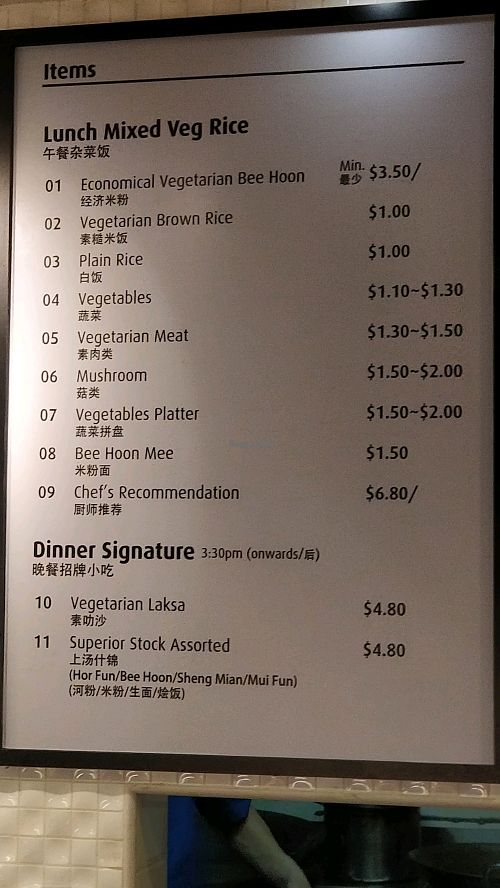 Items
Lunch Mixed Veg Rice
午餐杂菜饭
01 Economical Vegetarian Bee Hoon Min. $3.50/
经济米粉 最少
02 Vegetarian Brown Rice $1.00
素糙米饭
03 Plain Rice $1.00
白饭
04 Vegetables $1.10~$1.30
蔬菜
05 Vegetarian Meat $1.30~$1.50
素肉类
06 Mushroom $1.50~$2.00
菇类
07 Vegetables Platter $1.50~$2.00
蔬菜拼盘
08 Bee Hoon Mee $1.50
米粉面
09 Chef's Recommendation $6.80/
厨师推荐
Dinner Signature 3:30pm (onwards/后)
晚餐招牌小吃
10 Vegetarian Laksa $4.80
素叻沙
11 Superior Stock Assorted $4.80
上汤什锦
(Hor Fun/Bee Hoon/Sheng Mian/Mui Fun)
(河粉/米粉/生面/烩饭)